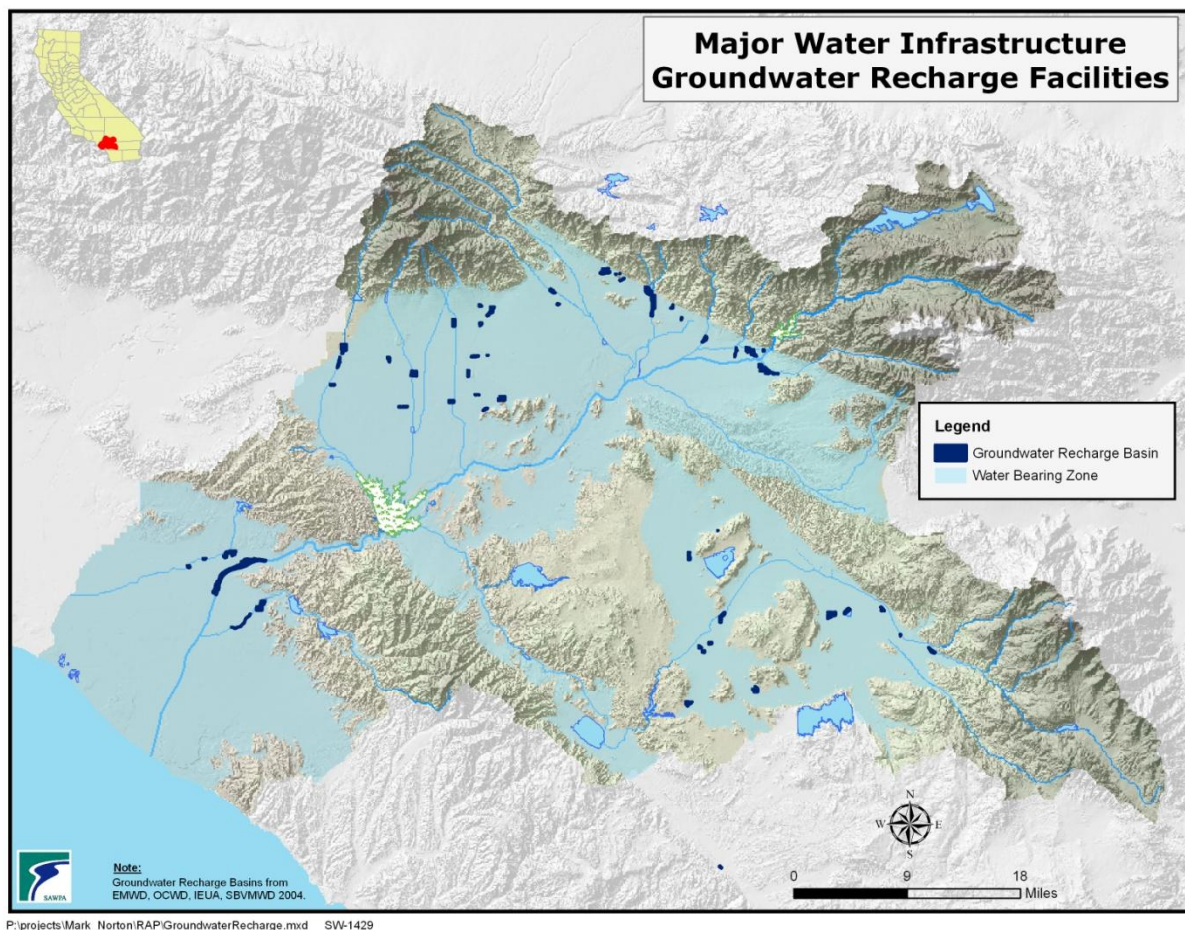 Major Water Infrastructure
Groundwater Recharge Facilities
Legend
Groundwater Recharge Basin
Water Bearing Zone
N
W E
S
0 9 18
Miles
SAWPA
Note:
Groundwater Recharge Basins from
EMWD, OCWD, IEUA, SBVMWD 2004.
P:\projects\Mark_Norton\RAP\GroundwaterRecharge.mxd SW-1429